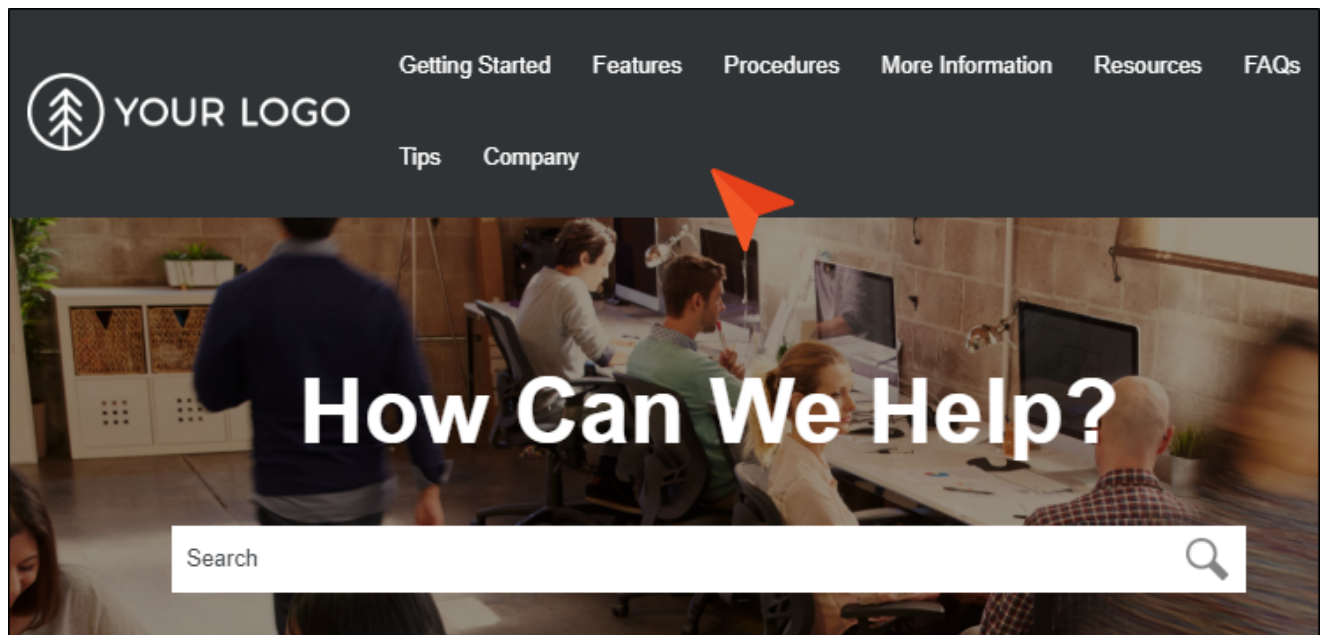 YOUR LOGO
Getting Started Features Procedures More Information Resources FAQs
Tips Company
How Can We Help?
Search